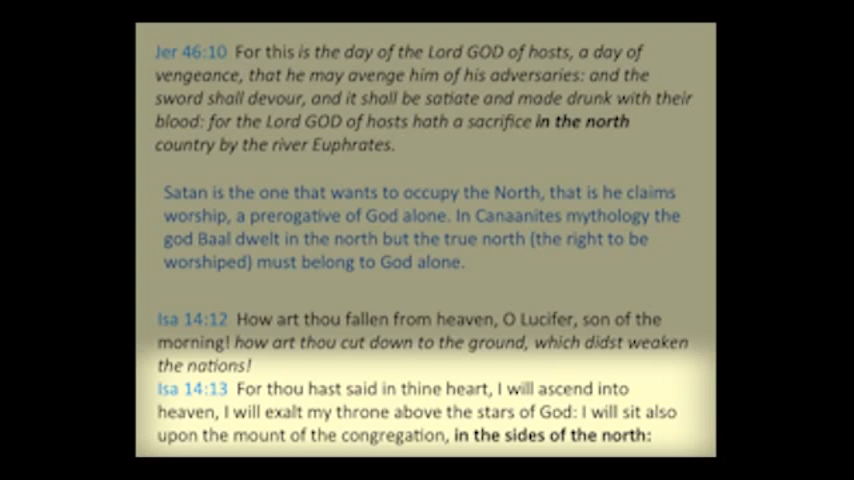 Jer 46:10 For this is the day of the Lord GOD of hosts, a day of
vengeance, that he may avenge him of his adversaries: and the
sword shall devour, and it shall be satiate and made drunk with their
blood: for the Lord GOD of hosts hath a sacrifice in the north
country by the river Euphrates.
Satan is the one that wants to occupy the North, that is he claims
worship, a prerogative of God alone. In Canaanites mythology the
god Baal dwelt in the north but the true north (the right to be
worshiped) must belong to God alone.
Isa 14:12 How art thou fallen from heaven, O Lucifer, son of the
morning! how art thou cut down to the ground, which didst weaken
the nations!
Isa 14:13 For thou hast said in thine heart, I will ascend into
heaven, I will exalt my throne above the stars of God: I will sit also
upon the mount of the congregation, in the sides of the north: